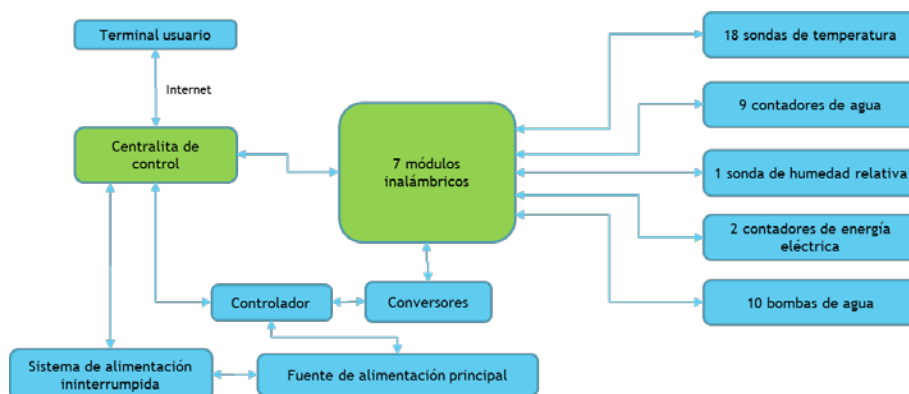 Terminal usuario
Internet
Centralita de
control
7 módulos
inalámbricos
18 sondas de temperatura
9 contadores de agua
1 sonda de humedad relativa
2 contadores de energía
eléctrica
10 bombas de agua
Controlador
Conversores
Sistema de alimentación
ininterrumpida
Fuente de alimentación principal